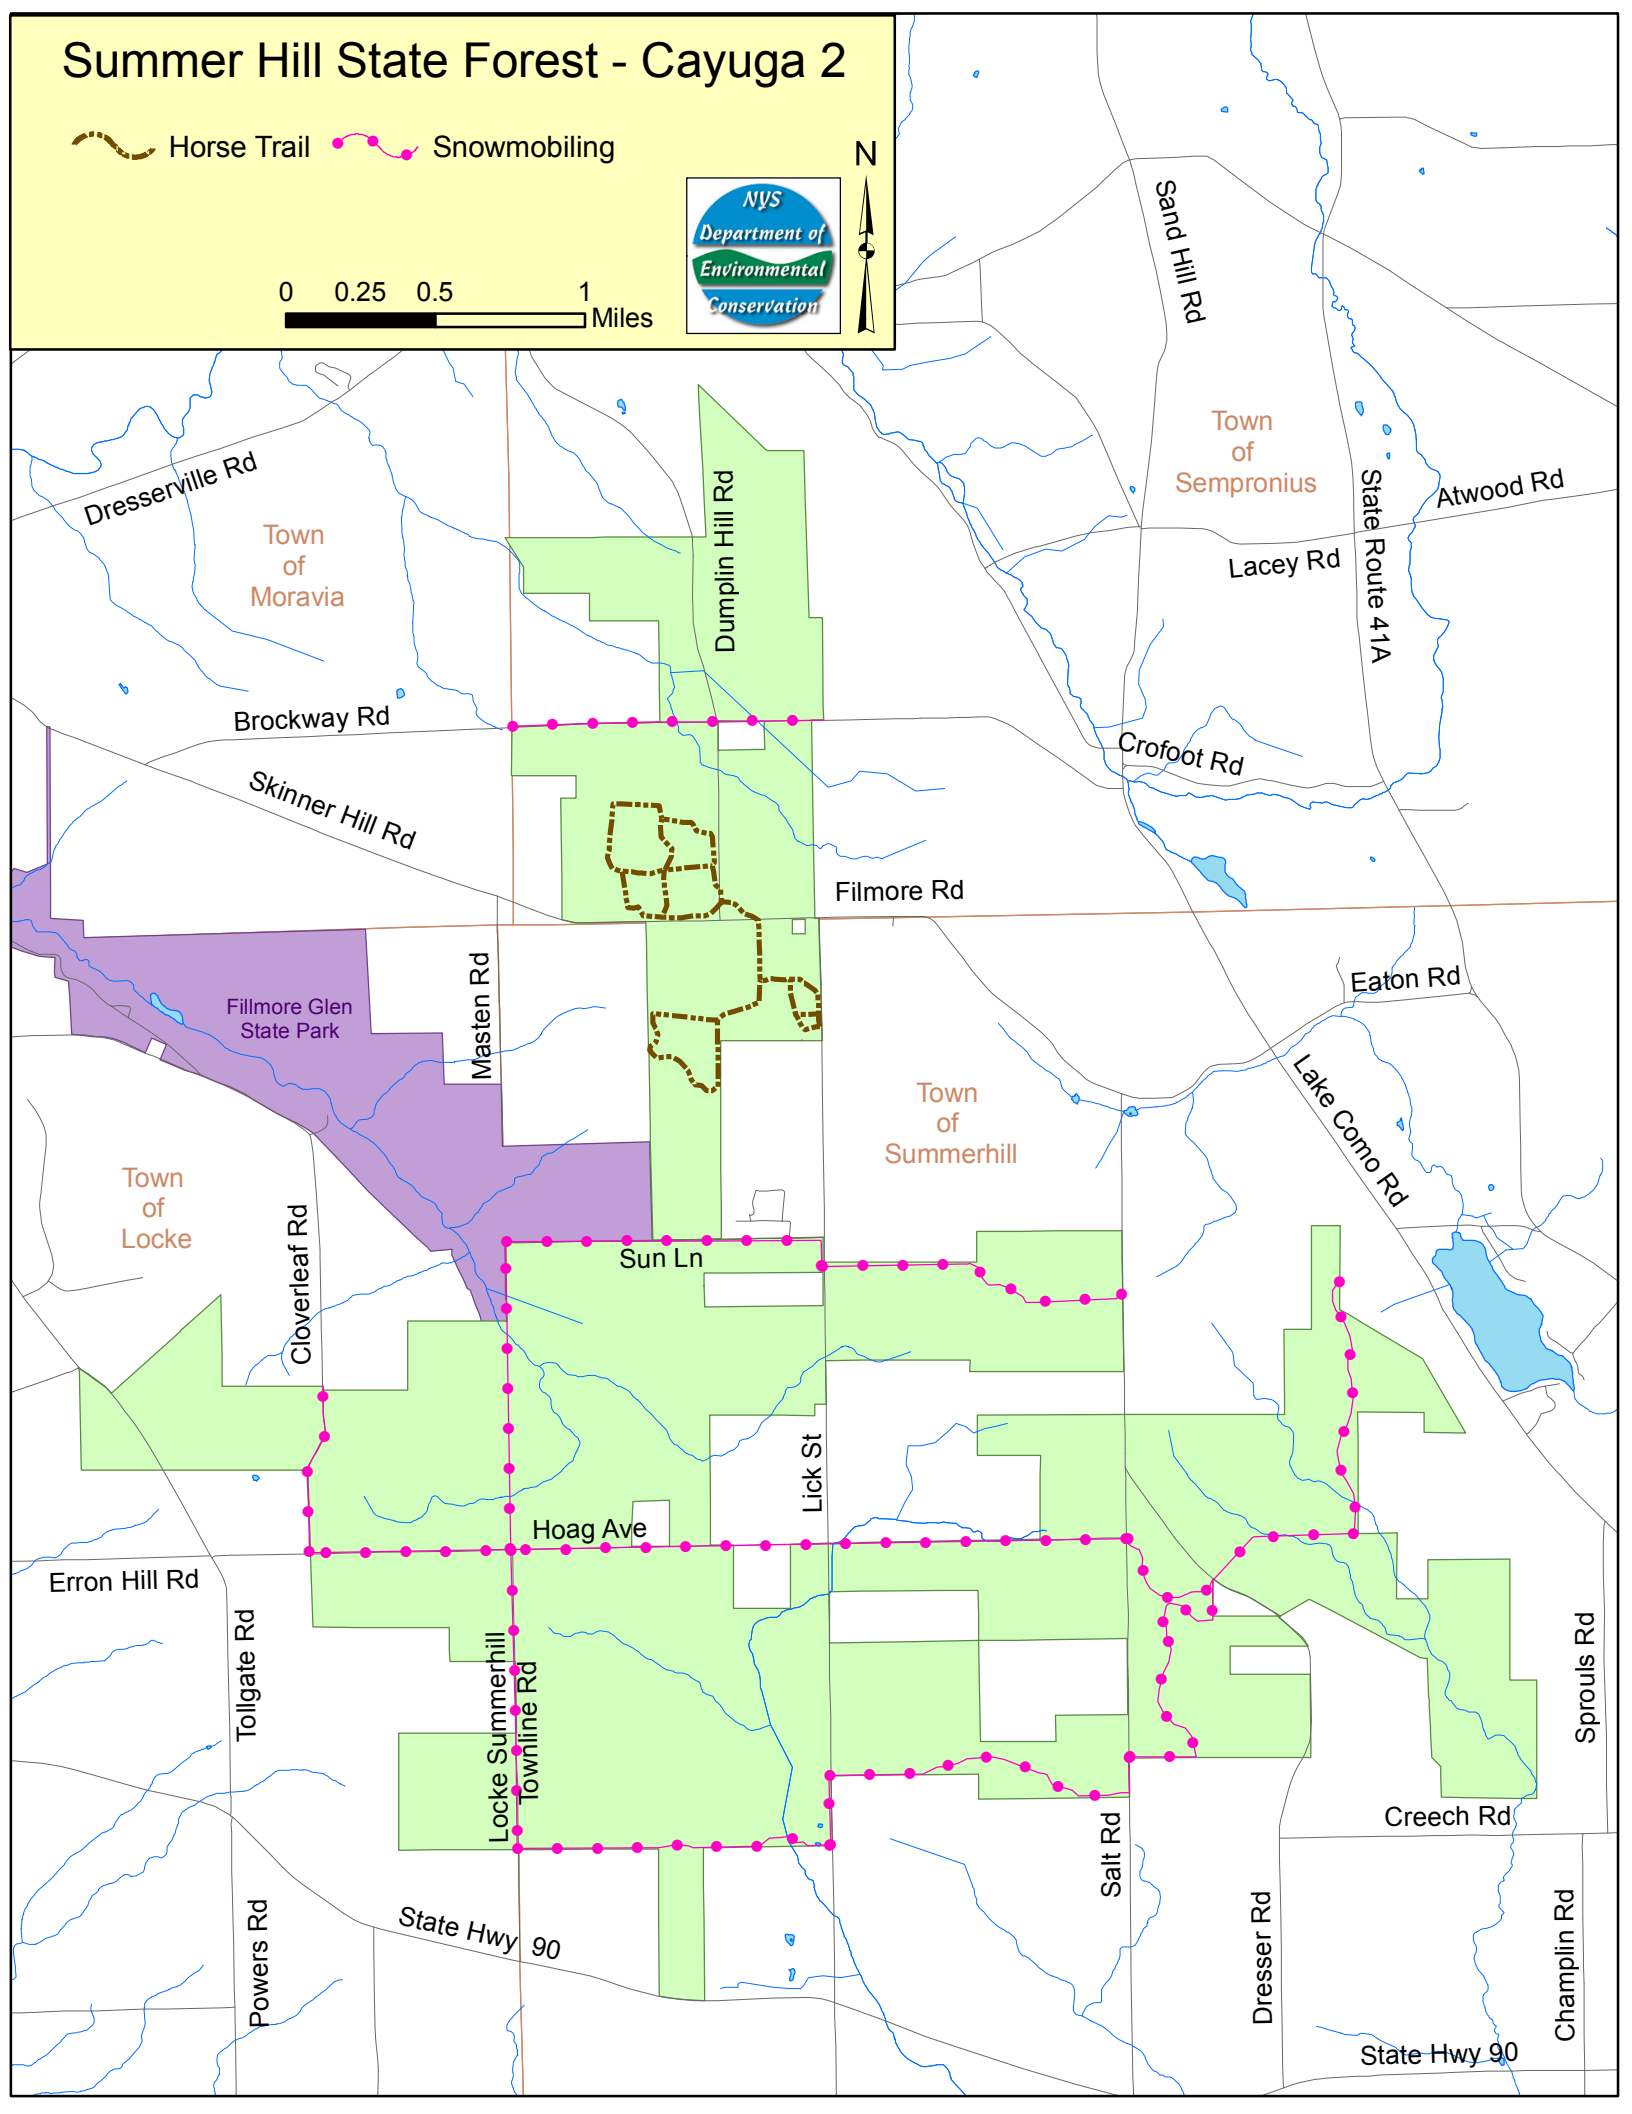 Summer Hill State Forest - Cayuga 2
Horse Trail
Snowmobiling
N
NYS
Department of
Environmental
Conservation
0 0.25 0.5 1
Miles
Sand Hill Rd
Town
of
Sempronius
State Route 41A
Atwood Rd
Lacey Rd
Dresserville Rd
Town
of
Moravia
Dumplin Hill Rd
Brockway Rd
Crofoot Rd
Skinner Hill Rd
Filmore Rd
Masten Rd
Eaton Rd
Fillmore Glen
State Park
Town
of
Summerhill
Lake Como Rd
Town
of
Locke
Cloverleaf Rd
Sun Ln
Lick St
Hoag Ave
Erron Hill Rd
Tollgate Rd
Locke Summerhill
Townline Rd
Sprouls Rd
Creech Rd
Salt Rd
State Hwy 90
Powers Rd
Dresser Rd
Champlin Rd
State Hwy 90